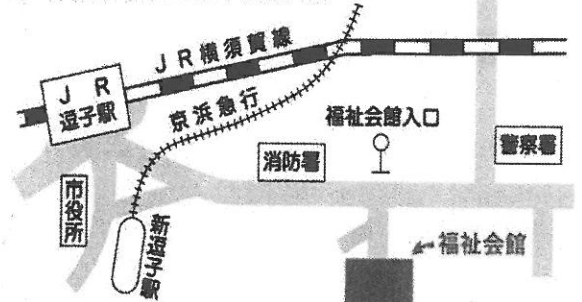 JR横須賀線
JR
逗子駅
京浜急行
福祉会館入口
消防署
警察署
市役所
新逗子駅
福祉会館